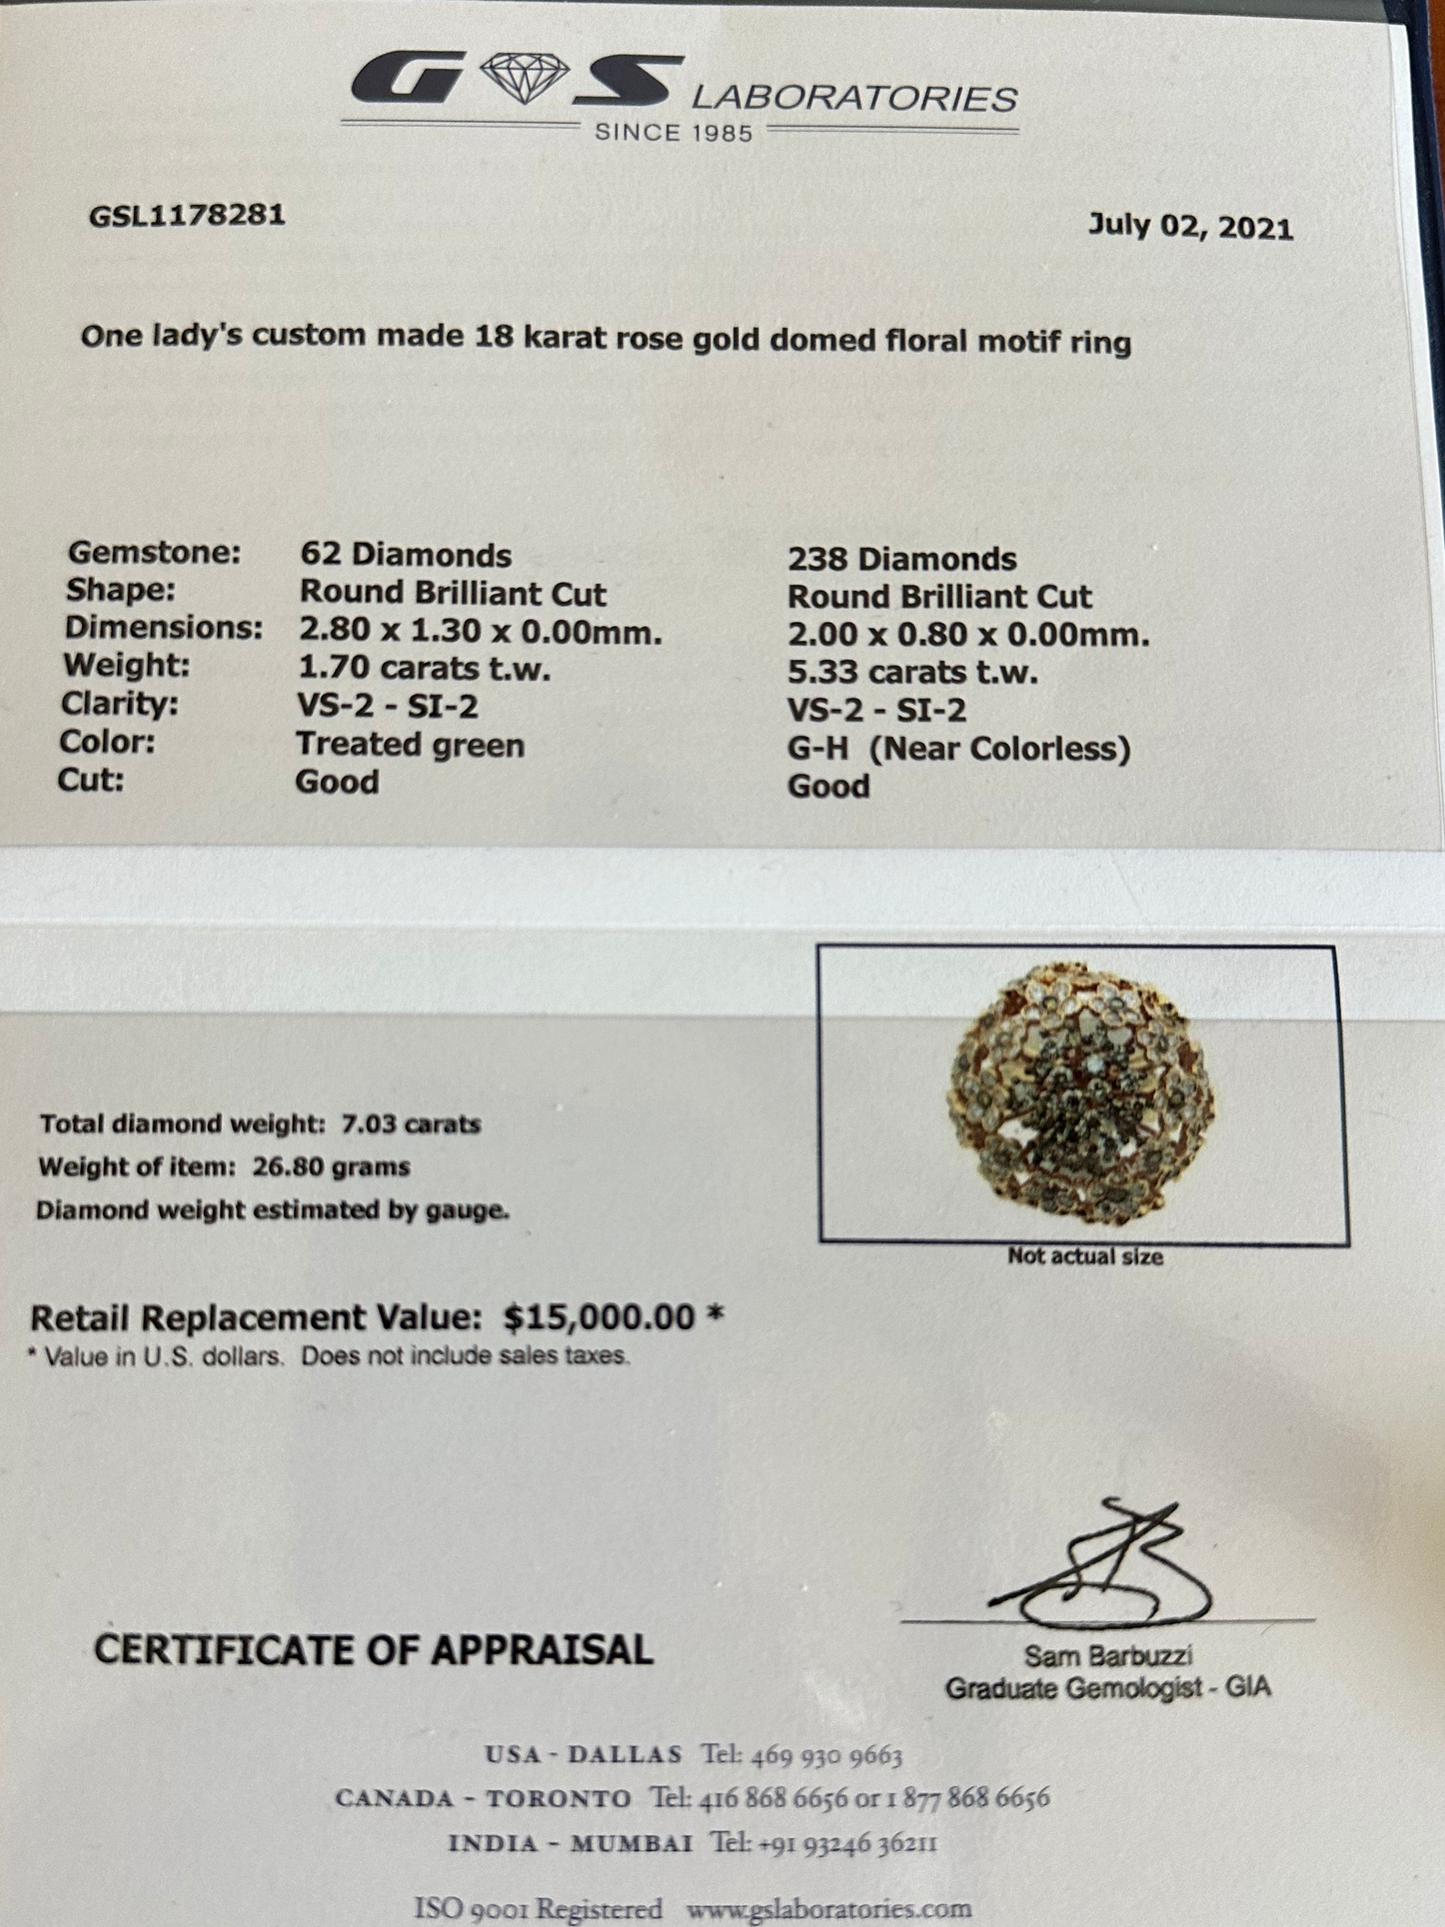 GS LABORATORIES
SINCE 1985
GSL1178281 July 02, 2021
One lady's custom made 18 karat rose gold domed floral motif ring
Gemstone: 62 Diamonds 238 Diamonds
Shape: Round Brilliant Cut Round Brilliant Cut
Dimensions: 2.80 x 1.30 x 0.00mm. 2.00 x 0.80 x 0.00mm.
Weight: 1.70 carats t.w. 5.33 carats t.w.
Clarity: VS-2 - SI-2 VS-2 - SI-2
Color: Treated green G-H (Near Colorless)
Cut: Good Good
Total diamond weight: 7.03 carats
Weight of item: 26.80 grams
Diamond weight estimated by gauge.
Not actual size
Retail Replacement Value: $15,000.00 *
* Value in U.S. dollars. Does not include sales taxes.
CERTIFICATE OF APPRAISAL
Sam Barbuzzi
Graduate Gemologist - GIA
USA - DALLAS Tel: 469 930 9663
CANADA - TORONTO Tel: 416 868 6656 or 1 877 868 6656
INDIA - MUMBAI Tel: +91 93246 36211
ISO 9001 Registered www.gslaboratories.com